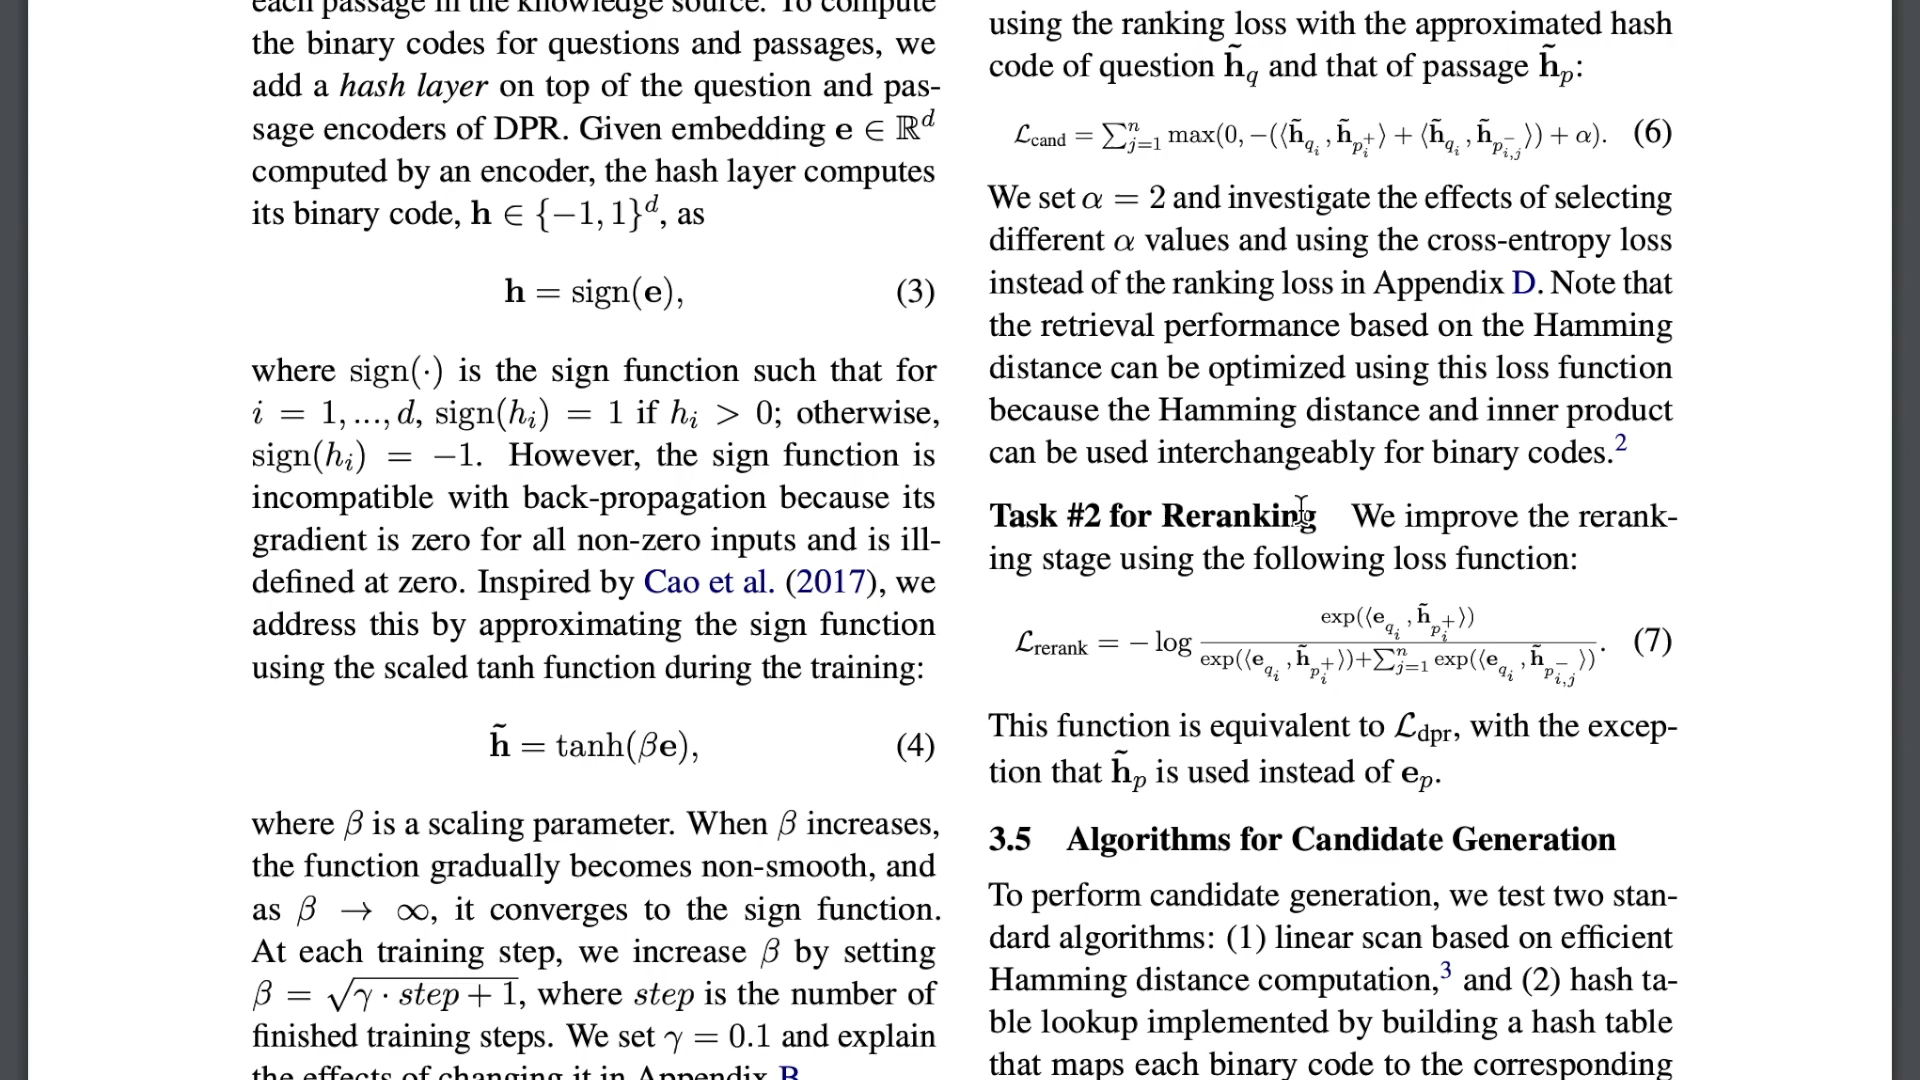 each passage in the knowledge source. To compute
the binary codes for questions and passages, we
add a hash layer on top of the question and pas-
sage encoders of DPR. Given embedding e ∈ ℝ^d
computed by an encoder, the hash layer computes
its binary code, h ∈ {−1, 1}^d, as
h = sign(e), (3)
where sign(·) is the sign function such that for
i = 1, ..., d, sign(h_i) = 1 if h_i > 0; otherwise,
sign(h_i) = −1. However, the sign function is
incompatible with back-propagation because its
gradient is zero for all non-zero inputs and is ill-
defined at zero. Inspired by Cao et al. (2017), we
address this by approximating the sign function
using the scaled tanh function during the training:
h̃ = tanh(βe), (4)
where β is a scaling parameter. When β increases,
the function gradually becomes non-smooth, and
as β → ∞, it converges to the sign function.
At each training step, we increase β by setting
β = √(γ · step + 1), where step is the number of
finished training steps. We set γ = 0.1 and explain
the effects of changing it in Appendix B.
using the ranking loss with the approximated hash
code of question h̃_q and that of passage h̃_p:
ℒ_cand = ∑_{j=1}^n max(0, −(⟨h̃_{q_i}, h̃_{p_i^+}⟩ + ⟨h̃_{q_i}, h̃_{p_{i,j}^−}⟩) + α). (6)
We set α = 2 and investigate the effects of selecting
different α values and using the cross-entropy loss
instead of the ranking loss in Appendix D. Note that
the retrieval performance based on the Hamming
distance can be optimized using this loss function
because the Hamming distance and inner product
can be used interchangeably for binary codes.²
Task #2 for Reranking We improve the rerank-
ing stage using the following loss function:
ℒ_rerank = − log exp(⟨e_{q_i}, h̃_{p_i^+}⟩) / (exp(⟨e_{q_i}, h̃_{p_i^+}⟩)+∑_{j=1}^n exp(⟨e_{q_i}, h̃_{p_{i,j}^−}⟩)). (7)
This function is equivalent to ℒ_dpr, with the excep-
tion that h̃_p is used instead of e_p.
3.5 Algorithms for Candidate Generation
To perform candidate generation, we test two stan-
dard algorithms: (1) linear scan based on efficient
Hamming distance computation,³ and (2) hash ta-
ble lookup implemented by building a hash table
that maps each binary code to the corresponding